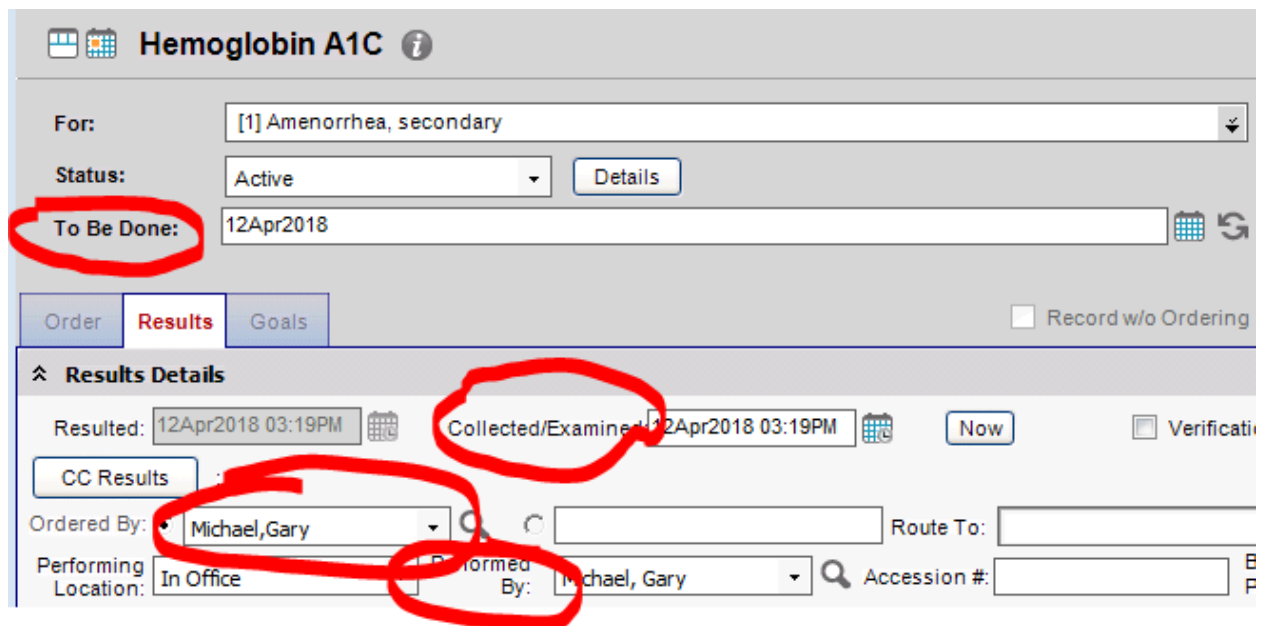 Hemoglobin A1C
For: [1] Amenorrhea, secondary
Status: Active Details
To Be Done: 12Apr2018
Order Results Goals Record w/o Ordering
Results Details
Resulted: 12Apr2018 03:19PM Collected/Examined: 12Apr2018 03:19PM Now
CC Results :
Ordered By: Michael,Gary Route To:
Performing Location: In Office Performed By: Michael, Gary Accession #: